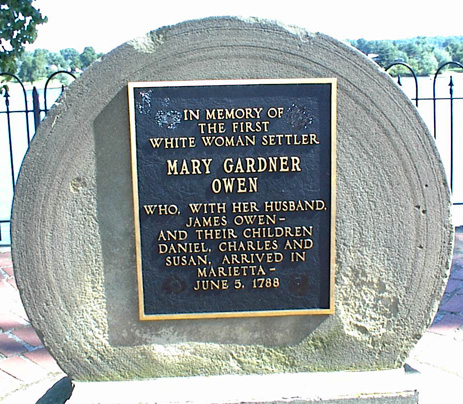 IN MEMORY OF
THE FIRST
WHITE WOMAN SETTLER
MARY GARDNER
OWEN
WHO, WITH HER HUSBAND,
JAMES OWEN-
AND THEIR CHILDREN
DANIEL, CHARLES AND
SUSAN, ARRIVED IN
MARIETTA-
JUNE 5, 1788